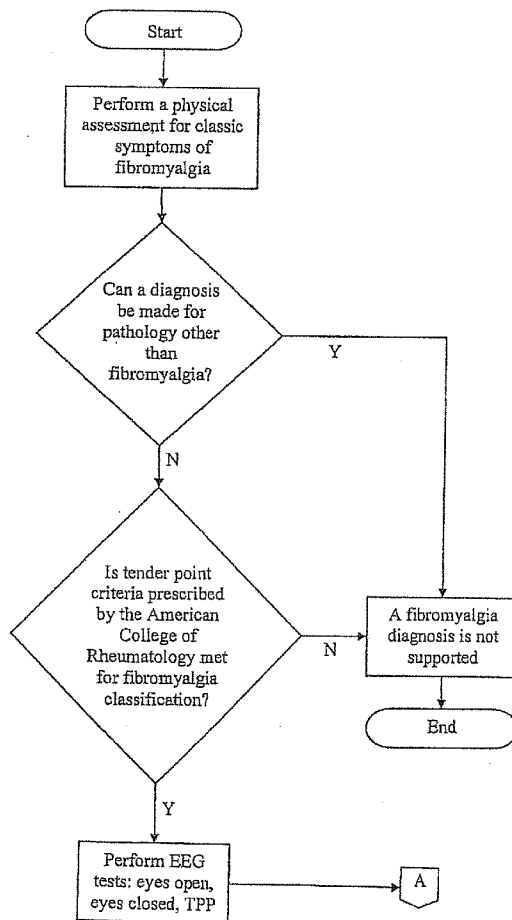 Start
Perform a physical
assessment for classic
symptoms of
fibromyalgia
Can a diagnosis
be made for
pathology other
than
fibromyalgia?
Y
N
Is tender point
criteria prescribed
by the American
College of
Rheumatology met
for fibromyalgia
classification?
N
A fibromyalgia
diagnosis is not
supported
End
Y
Perform EEG
tests: eyes open,
eyes closed, TPP
A